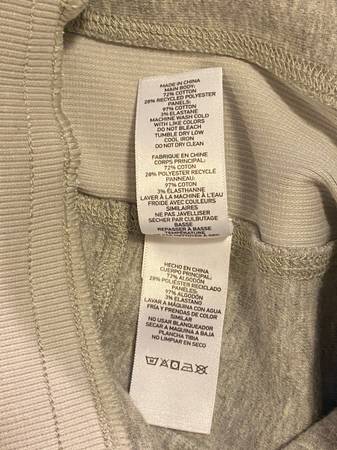 MADE IN CHINA
MAIN BODY:
72% COTTON
28% RECYCLED POLYESTER
PANELS:
97% COTTON
3% ELASTANE
MACHINE WASH COLD
WITH LIKE COLORS
DO NOT BLEACH
TUMBLE DRY LOW
COOL IRON
DO NOT DRY CLEAN
FABRIQUE EN CHINE
CORPS PRINCIPAL:
72% COTON
28% POLYESTER RECYCLÉ
PANNEAU:
97% COTON
3% ÉLASTHANNE
LAVER À LA MACHINE À L'EAU
FROIDE AVEC COULEURS
SIMILAIRES
NE PAS JAVELLISER
SÉCHER PAR CULBUTAGE
BASSE
REPASSER À BASSE
TEMPÉRATURE
HECHO EN CHINA
CUERPO PRINCIPAL:
72% ALGODÓN
28% POLIÉSTER RECICLADO
PANELES:
97% ALGODÓN
3% ELASTANO
LAVAR A MÁQUINA CON AGUA
FRÍA Y PRENDAS DE COLOR
SIMILAR
NO USAR BLANQUEADOR
SECAR A MÁQUINA A BAJA
PLANCHA TIBIA
NO LIMPIAR EN SECO